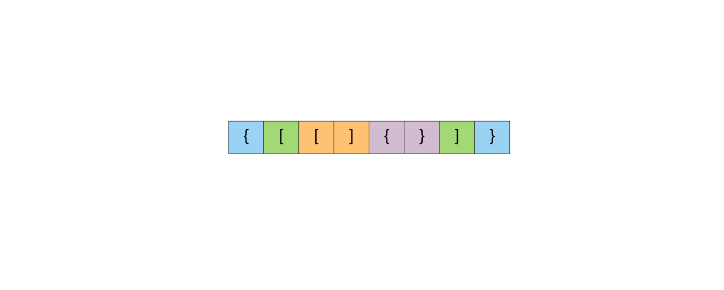 { [ [ ] { } ] }